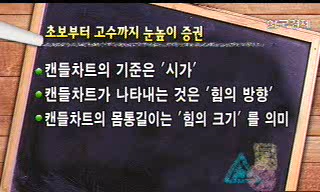 초보부터 고수까지 눈높이 증권
캔들차트의 기준은 '시가'
캔들차트가 나타내는 것은 '힘의 방향'
캔들차트의 몸통길이는 '힘의 크기' 를 의미